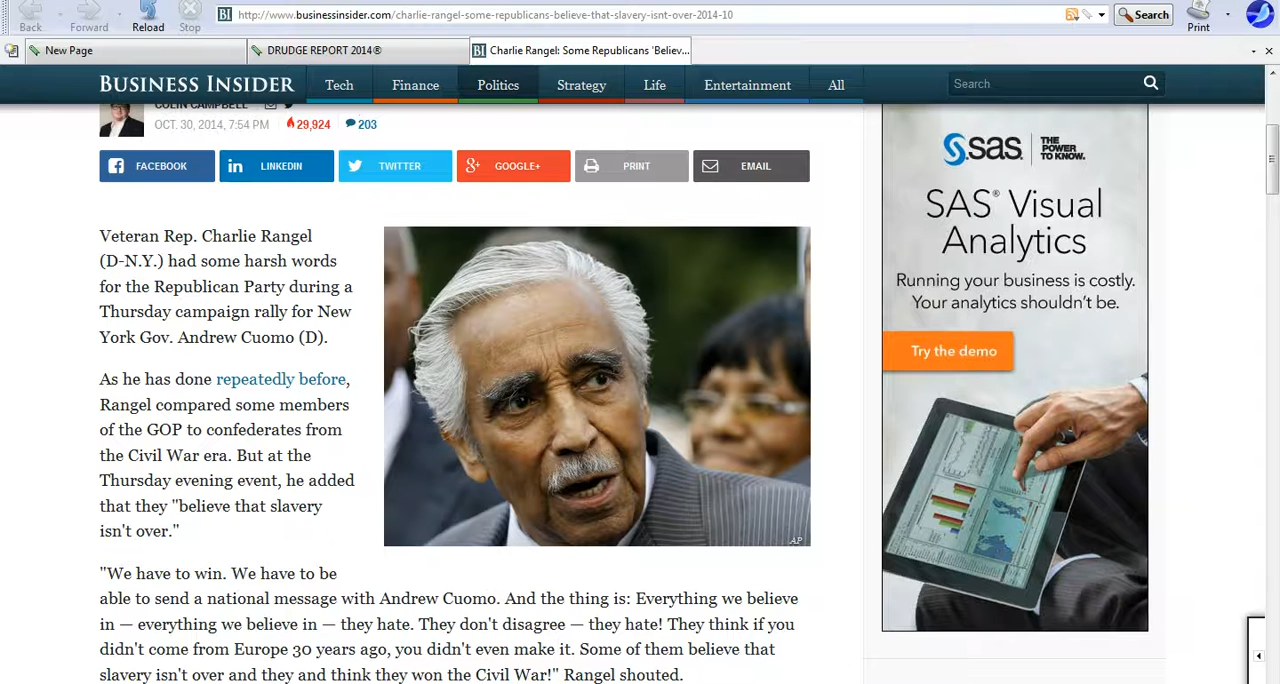 Back
Forward
Reload
Stop
BI http://www.businessinsider.com/charlie-rangel-some-republicans-believe-that-slavery-isnt-over-2014-10
Search
Print
New Page
DRUDGE REPORT 2014®
BI Charlie Rangel: Some Republicans 'Believ...
BUSINESS INSIDER
Tech
Finance
Politics
Strategy
Life
Entertainment
All
Search
COLIN CAMPBELL
OCT. 30, 2014, 7:54 PM
29,924
203
FACEBOOK
LINKEDIN
TWITTER
GOOGLE+
PRINT
EMAIL
Veteran Rep. Charlie Rangel
(D-N.Y.) had some harsh words
for the Republican Party during a
Thursday campaign rally for New
York Gov. Andrew Cuomo (D).
As he has done repeatedly before,
Rangel compared some members
of the GOP to confederates from
the Civil War era. But at the
Thursday evening event, he added
that they "believe that slavery
isn't over."
AP
"We have to win. We have to be
able to send a national message with Andrew Cuomo. And the thing is: Everything we believe
in — everything we believe in — they hate. They don't disagree — they hate! They think if you
didn't come from Europe 30 years ago, you didn't even make it. Some of them believe that
slavery isn't over and they and think they won the Civil War!" Rangel shouted.
sas THE
POWER
TO KNOW.
SAS® Visual
Analytics
Running your business is costly.
Your analytics shouldn't be.
Try the demo